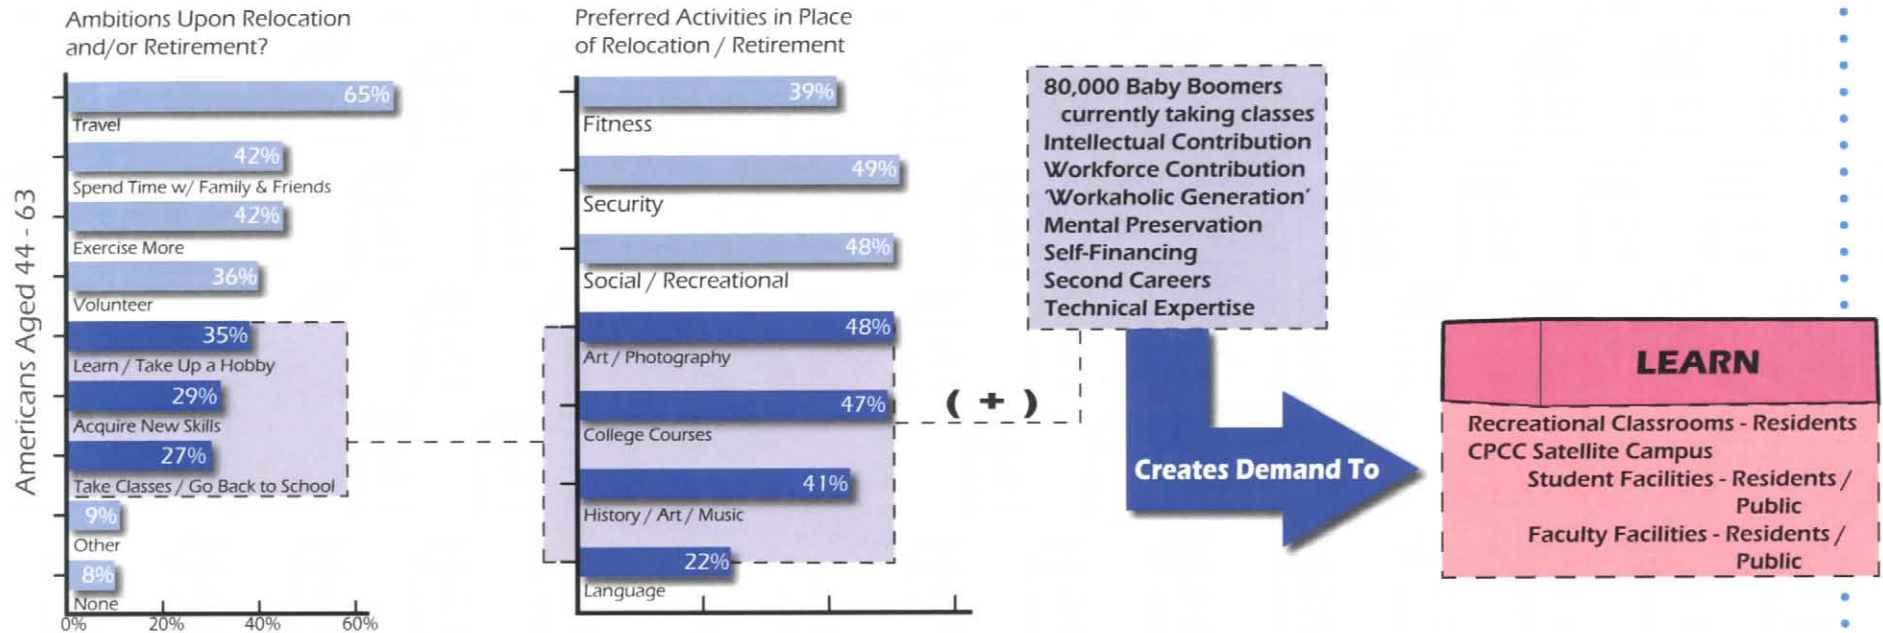 Ambitions Upon Relocation
and/or Retirement?
Americans Aged 44 - 63
65%
Travel
42%
Spend Time w/ Family & Friends
42%
Exercise More
36%
Volunteer
35%
Learn / Take Up a Hobby
29%
Acquire New Skills
27%
Take Classes / Go Back to School
9%
Other
8%
None
0% 20% 40% 60%
Preferred Activities in Place
of Relocation / Retirement
39%
Fitness
49%
Security
48%
Social / Recreational
48%
Art / Photography
47%
College Courses
41%
History / Art / Music
22%
Language
( + )
80,000 Baby Boomers
currently taking classes
Intellectual Contribution
Workforce Contribution
'Workaholic Generation'
Mental Preservation
Self-Financing
Second Careers
Technical Expertise
Creates Demand To
LEARN
Recreational Classrooms - Residents
CPCC Satellite Campus
Student Facilities - Residents /
Public
Faculty Facilities - Residents /
Public